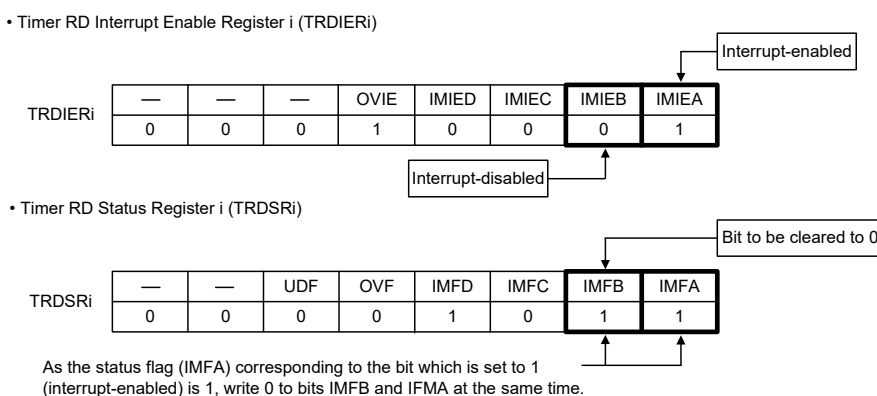 • Timer RD Interrupt Enable Register i (TRDIERi)
Interrupt-enabled
TRDIERi
— — — OVIE IMIED IMIEC IMIEB IMIEA
0 0 0 1 0 0 0 1
Interrupt-disabled
• Timer RD Status Register i (TRDSRi)
Bit to be cleared to 0
TRDSRi
— — UDF OVF IMFD IMFC IMFB IMFA
0 0 0 0 1 0 1 1
As the status flag (IMFA) corresponding to the bit which is set to 1
(interrupt-enabled) is 1, write 0 to bits IMFB and IFMA at the same time.